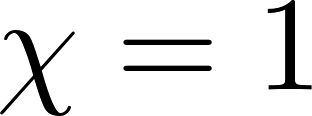 χ = 1